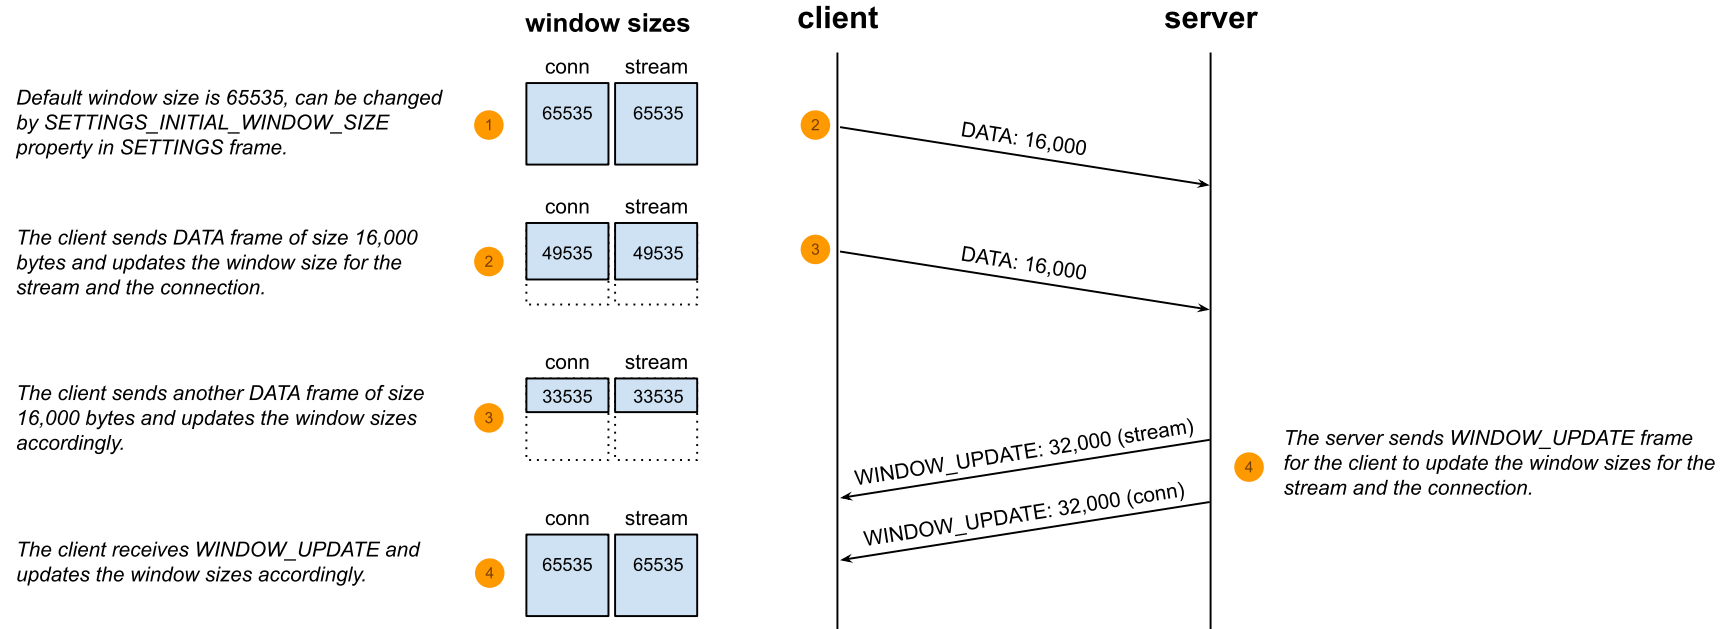 window sizes
client
server
conn
stream
Default window size is 65535, can be changed
by SETTINGS_INITIAL_WINDOW_SIZE
property in SETTINGS frame.
1
65535
65535
2
DATA: 16,000
conn
stream
The client sends DATA frame of size 16,000
bytes and updates the window size for the
stream and the connection.
2
49535
49535
3
DATA: 16,000
conn
stream
The client sends another DATA frame of size
16,000 bytes and updates the window sizes
accordingly.
3
33535
33535
WINDOW_UPDATE: 32,000 (stream)
WINDOW_UPDATE: 32,000 (conn)
4
The server sends WINDOW_UPDATE frame
for the client to update the window sizes for the
stream and the connection.
conn
stream
The client receives WINDOW_UPDATE and
updates the window sizes accordingly.
4
65535
65535